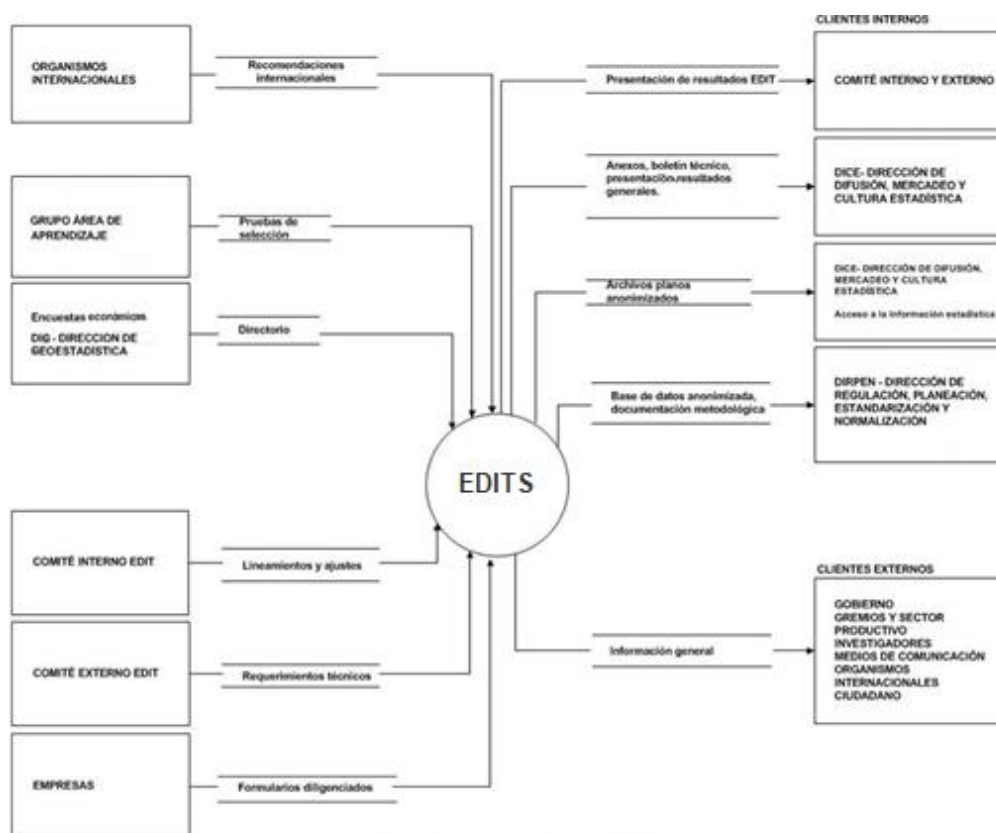 ORGANISMOS
INTERNACIONALES
Recomendaciones
internacionales
GRUPO ÁREA DE
APRENDIZAJE
Pruebas de
selección
Encuestas económicas
DIG - DIRECCION DE
GEOESTADÍSTICA
Directorio
COMITÉ INTERNO EDIT
Lineamientos y ajustes
COMITÉ EXTERNO EDIT
Requerimientos técnicos
EMPRESAS
Formularios diligenciados
EDITS
CLIENTES INTERNOS
Presentación de resultados EDIT
COMITÉ INTERNO Y EXTERNO
Anexos, boletín técnico,
presentación.resultados
generales.
DICE- DIRECCIÓN DE
DIFUSIÓN, MERCADEO Y
CULTURA ESTADÍSTICA
Archivos planos
anonimizados
DICE- DIRECCIÓN DE DIFUSIÓN,
MERCADEO Y CULTURA
ESTADÍSTICA
Acceso a la información estadística
Base de datos anonimizada,
documentación metodológica
DIRPEN - DIRECCIÓN DE
REGULACIÓN, PLANEACIÓN,
ESTANDARIZACIÓN Y
NORMALIZACIÓN
CLIENTES EXTERNOS
Información general
GOBIERNO
GREMIOS Y SECTOR
PRODUCTIVO
INVESTIGADORES
MEDIOS DE COMUNICACIÓN
ORGANISMOS
INTERNACIONALES
CIUDADANO